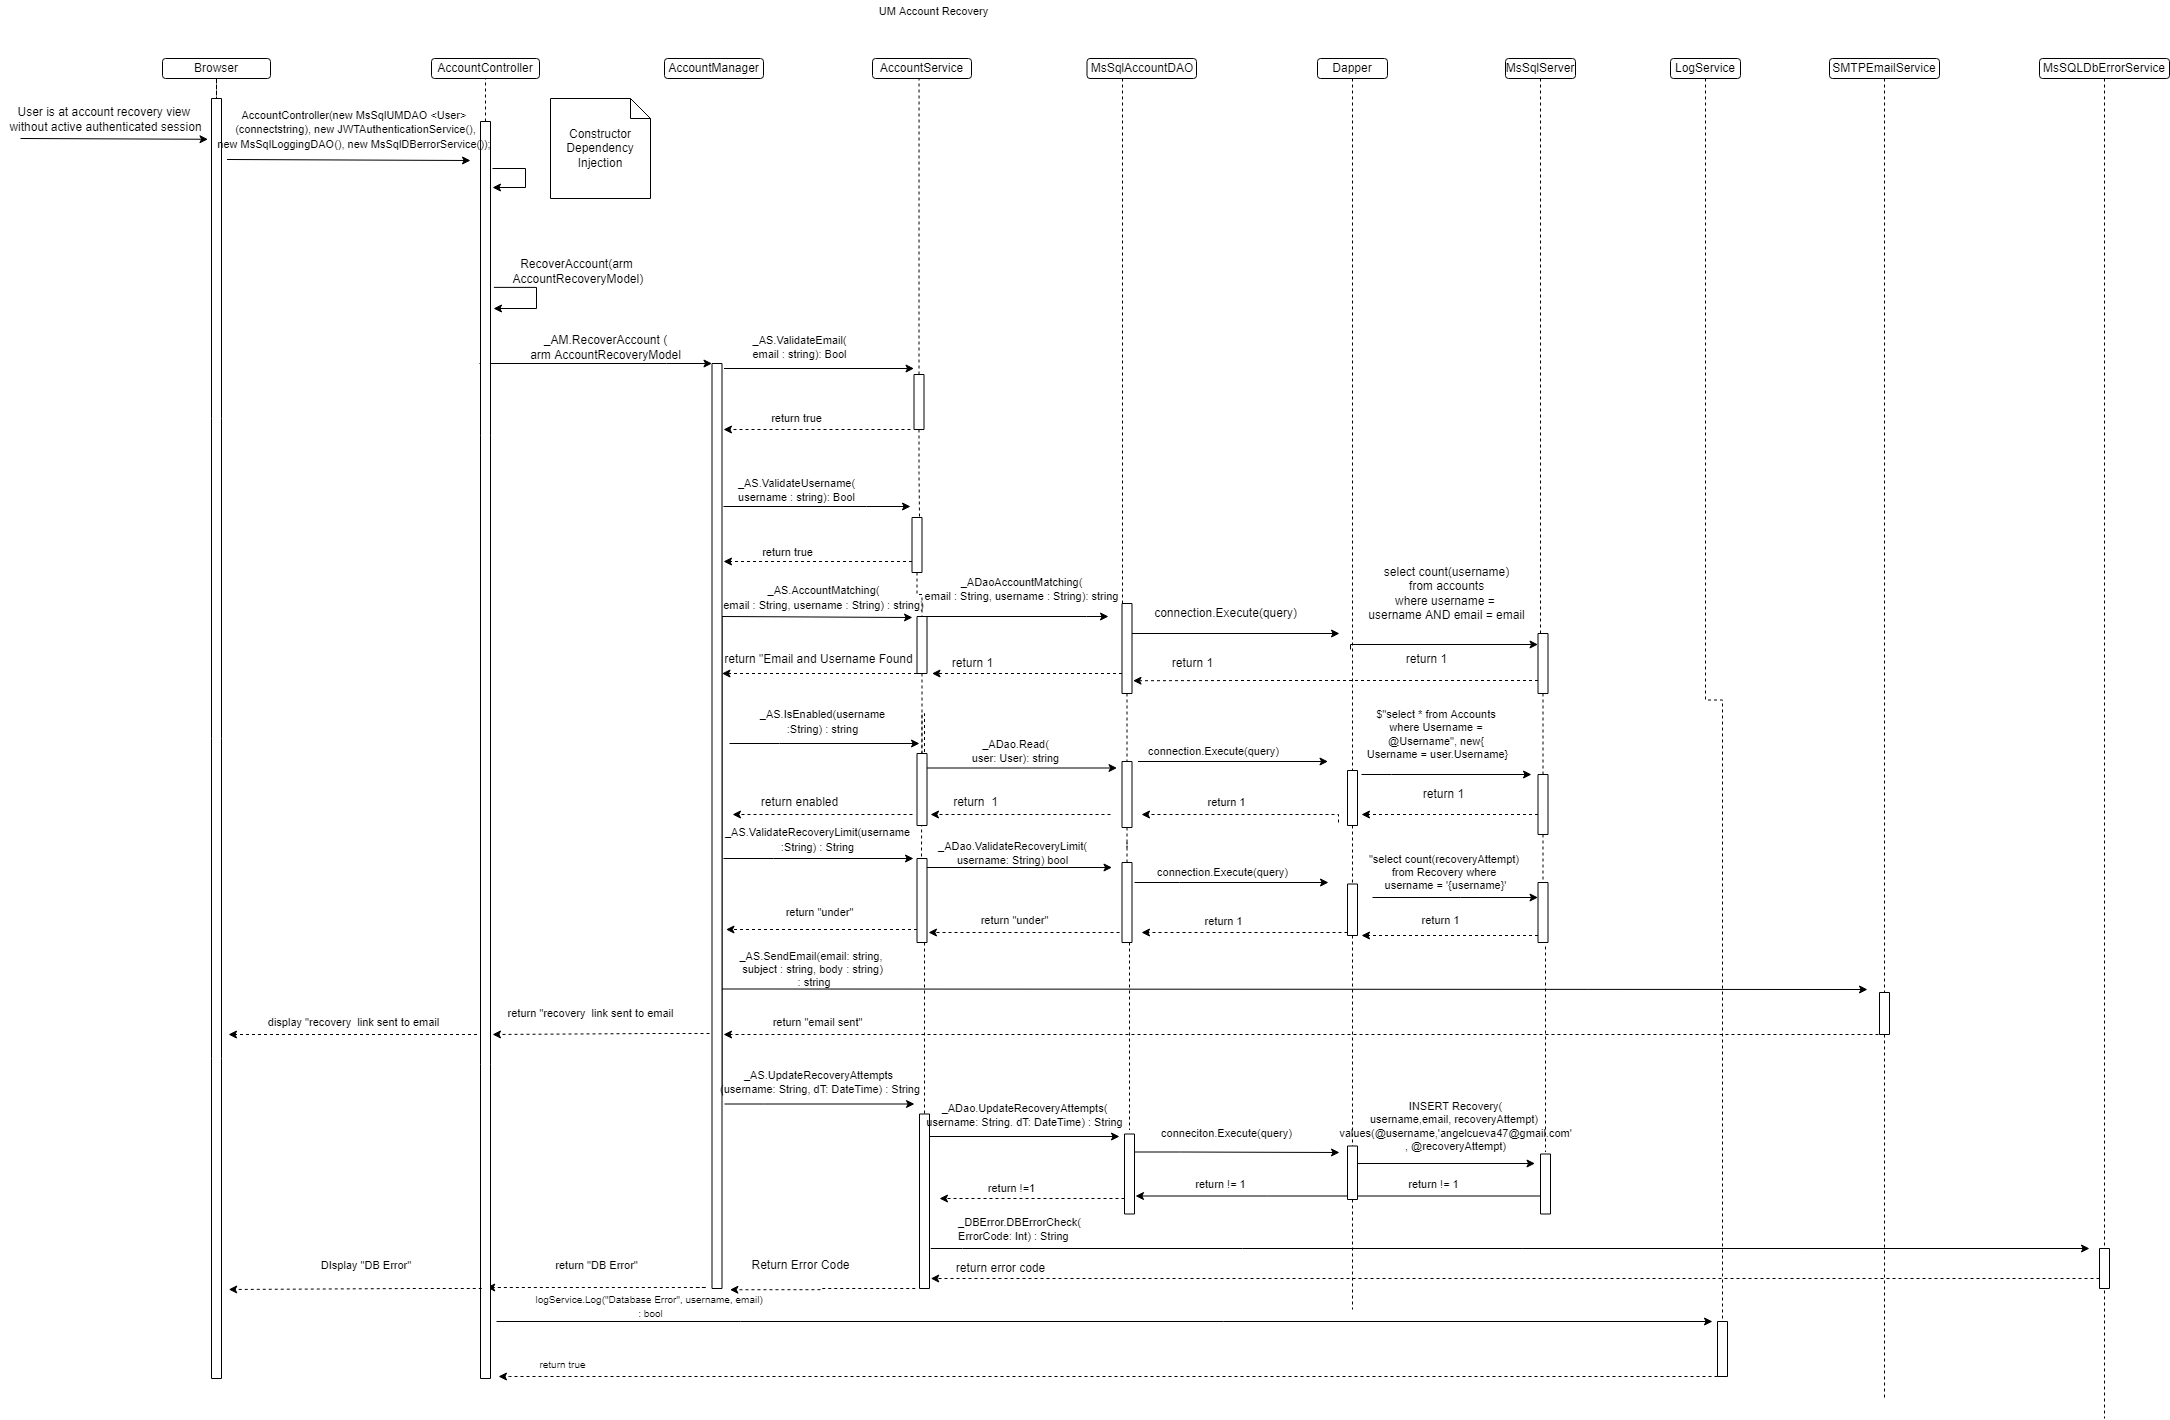 UM Account Recovery
Browser
AccountController
AccountManager
AccountService
MsSqlAccountDAO
Dapper
MsSqlServer
LogService
SMTPEmailService
MsSQLDbErrorService
User is at account recovery view
without active authenticated session
AccountController(new MsSqlUMDAO <User>
(connectstring), new JWTAuthenticationService(),
new MsSqlLoggingDAO(), new MsSqlDBerrorService());
Constructor
Dependency
Injection
RecoverAccount(arm
AccountRecoveryModel)
_AM.RecoverAccount (
arm AccountRecoveryModel
_AS.ValidateEmail(
email : string): Bool
return true
_AS.ValidateUsername(
username : string): Bool
return true
_AS.AccountMatching(
email : String, username : String) : string
_ADaoAccountMatching(
email : String, username : String): string
connection.Execute(query)
select count(username)
from accounts
where username =
username AND email = email
return "Email and Username Found
return 1
return 1
return 1
_AS.IsEnabled(username
:String) : string
_ADao.Read(
user: User): string
connection.Execute(query)
$"select * from Accounts
where Username =
@Username", new{
Username = user.Username}
return enabled
return  1
return 1
return 1
_AS.ValidateRecoveryLimit(username
:String) : String
_ADao.ValidateRecoveryLimit(
username: String) bool
connection.Execute(query)
"select count(recoveryAttempt)
from Recovery where
username = '{username}'
return "under"
return "under"
return 1
return 1
_AS.SendEmail(email: string,
subject : string, body : string)
: string
display "recovery  link sent to email
return "recovery  link sent to email
return "email sent"
_AS.UpdateRecoveryAttempts
(username: String, dT: DateTime) : String
_ADao.UpdateRecoveryAttempts(
username: String. dT: DateTime) : String
conneciton.Execute(query)
INSERT Recovery(
username,email, recoveryAttempt)
values(@username,'angelcueva47@gmail.com'
, @recoveryAttempt)
return !=1
return != 1
return != 1
_DBError.DBErrorCheck(
ErrorCode: Int) : String
DIsplay "DB Error"
return "DB Error"
Return Error Code
return error code
logService.Log("Database Error", username, email)
: bool
return true